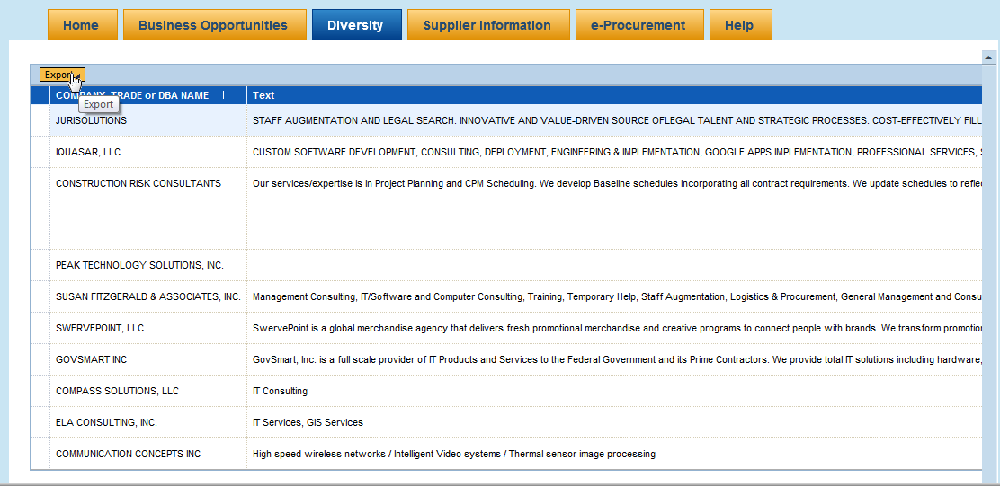 Home Business Opportunities Diversity Supplier Information e-Procurement Help
Export
COMPANY, TRADE or DBA NAME Text
Export
JURISOLUTIONS STAFF AUGMENTATION AND LEGAL SEARCH. INNOVATIVE AND VALUE-DRIVEN SOURCE OFLEGAL TALENT AND STRATEGIC PROCESSES. COST-EFFECTIVELY FILL
IQUASAR, LLC CUSTOM SOFTWARE DEVELOPMENT, CONSULTING, DEPLOYMENT, ENGINEERING & IMPLEMENTATION, GOOGLE APPS IMPLEMENTATION, PROFESSIONAL SERVICES, S
CONSTRUCTION RISK CONSULTANTS Our services/expertise is in Project Planning and CPM Scheduling. We develop Baseline schedules incorporating all contract requirements. We update schedules to refle
PEAK TECHNOLOGY SOLUTIONS, INC.
SUSAN FITZGERALD & ASSOCIATES, INC. Management Consulting, IT/Software and Computer Consulting, Training, Temporary Help, Staff Augmentation, Logistics & Procurement, General Management and Consu
SWERVEPOINT, LLC SwervePoint is a global merchandise agency that delivers fresh promotional merchandise and creative programs to connect people with brands. We transform promotion
GOVSMART INC GovSmart, Inc. is a full scale provider of IT Products and Services to the Federal Government and its Prime Contractors. We provide total IT solutions including hardware,
COMPASS SOLUTIONS, LLC IT Consulting
ELA CONSULTING, INC. IT Services, GIS Services
COMMUNICATION CONCEPTS INC High speed wireless networks / Intelligent Video systems / Thermal sensor image processing